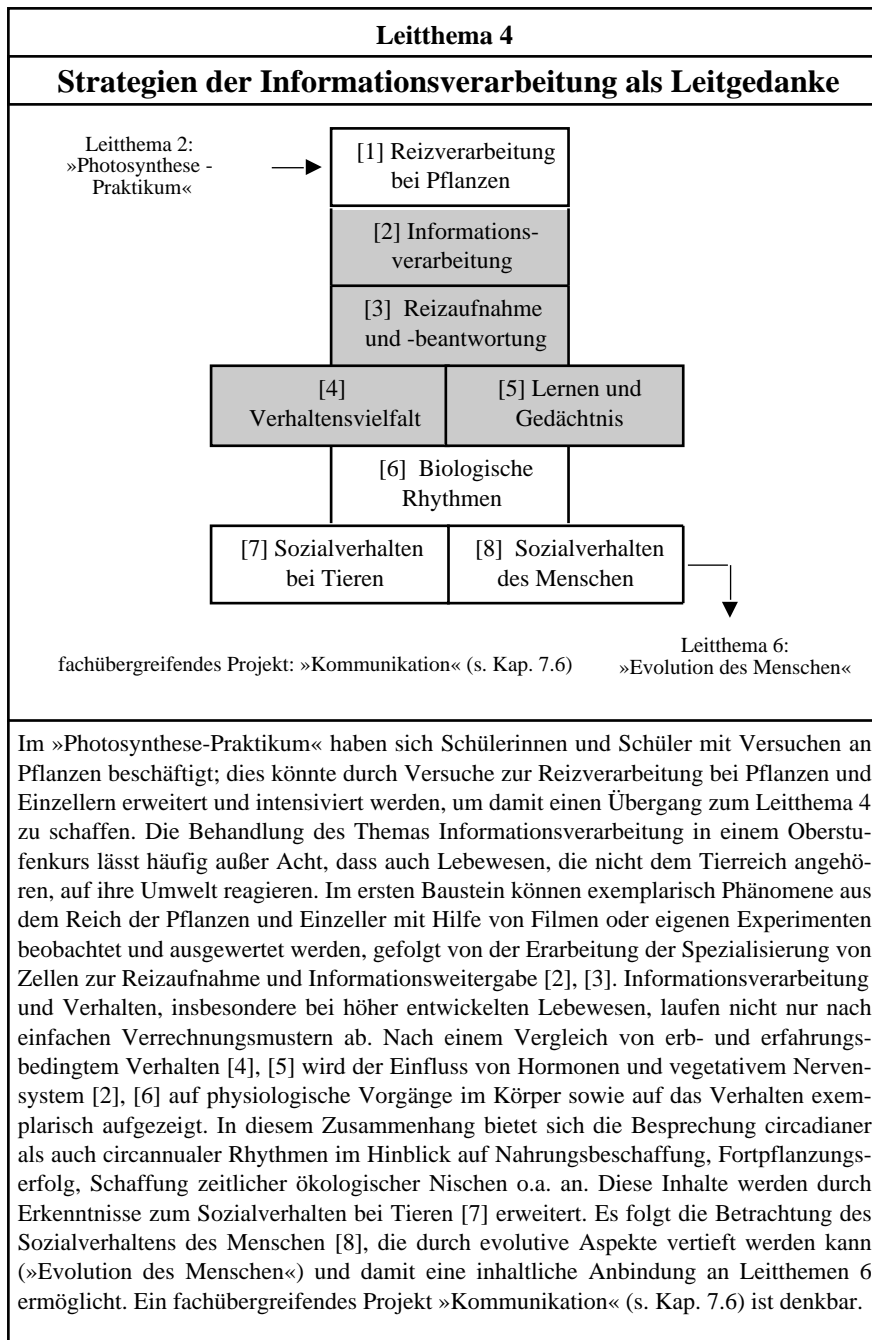 Leitthema 4
Strategien der Informationsverarbeitung als Leitgedanke
Leitthema 2:
»Photosynthese -
Praktikum«
[1] Reizverarbeitung
bei Pflanzen
[2] Informations-
verarbeitung
[3] Reizaufnahme
und -beantwortung
[4]
Verhaltensvielfalt
[5] Lernen und
Gedächtnis
[6] Biologische
Rhythmen
[7] Sozialverhalten
bei Tieren
[8] Sozialverhalten
des Menschen
Leitthema 6:
»Evolution des Menschen«
fachübergreifendes Projekt: »Kommunikation« (s. Kap. 7.6)
Im »Photosynthese-Praktikum« haben sich Schülerinnen und Schüler mit Versuchen an
Pflanzen beschäftigt; dies könnte durch Versuche zur Reizverarbeitung bei Pflanzen und
Einzellern erweitert und intensiviert werden, um damit einen Übergang zum Leitthema 4
zu schaffen. Die Behandlung des Themas Informationsverarbeitung in einem Oberstu-
fenkurs lässt häufig außer Acht, dass auch Lebewesen, die nicht dem Tierreich angehö-
ren, auf ihre Umwelt reagieren. Im ersten Baustein können exemplarisch Phänomene aus
dem Reich der Pflanzen und Einzeller mit Hilfe von Filmen oder eigenen Experimenten
beobachtet und ausgewertet werden, gefolgt von der Erarbeitung der Spezialisierung von
Zellen zur Reizaufnahme und Informationsweitergabe [2], [3]. Informationsverarbeitung
und Verhalten, insbesondere bei höher entwickelten Lebewesen, laufen nicht nur nach
einfachen Verrechnungsmustern ab. Nach einem Vergleich von erb- und erfahrungs-
bedingtem Verhalten [4], [5] wird der Einfluss von Hormonen und vegetativem Nerven-
system [2], [6] auf physiologische Vorgänge im Körper sowie auf das Verhalten exem-
plarisch aufgezeigt. In diesem Zusammenhang bietet sich die Besprechung circadianer
als auch circannualer Rhythmen im Hinblick auf Nahrungsbeschaffung, Fortpflanzungs-
erfolg, Schaffung zeitlicher ökologischer Nischen o.a. an. Diese Inhalte werden durch
Erkenntnisse zum Sozialverhalten bei Tieren [7] erweitert. Es folgt die Betrachtung des
Sozialverhaltens des Menschen [8], die durch evolutive Aspekte vertieft werden kann
(»Evolution des Menschen«) und damit eine inhaltliche Anbindung an Leitthemen 6
ermöglicht. Ein fachübergreifendes Projekt »Kommunikation« (s. Kap. 7.6) ist denkbar.